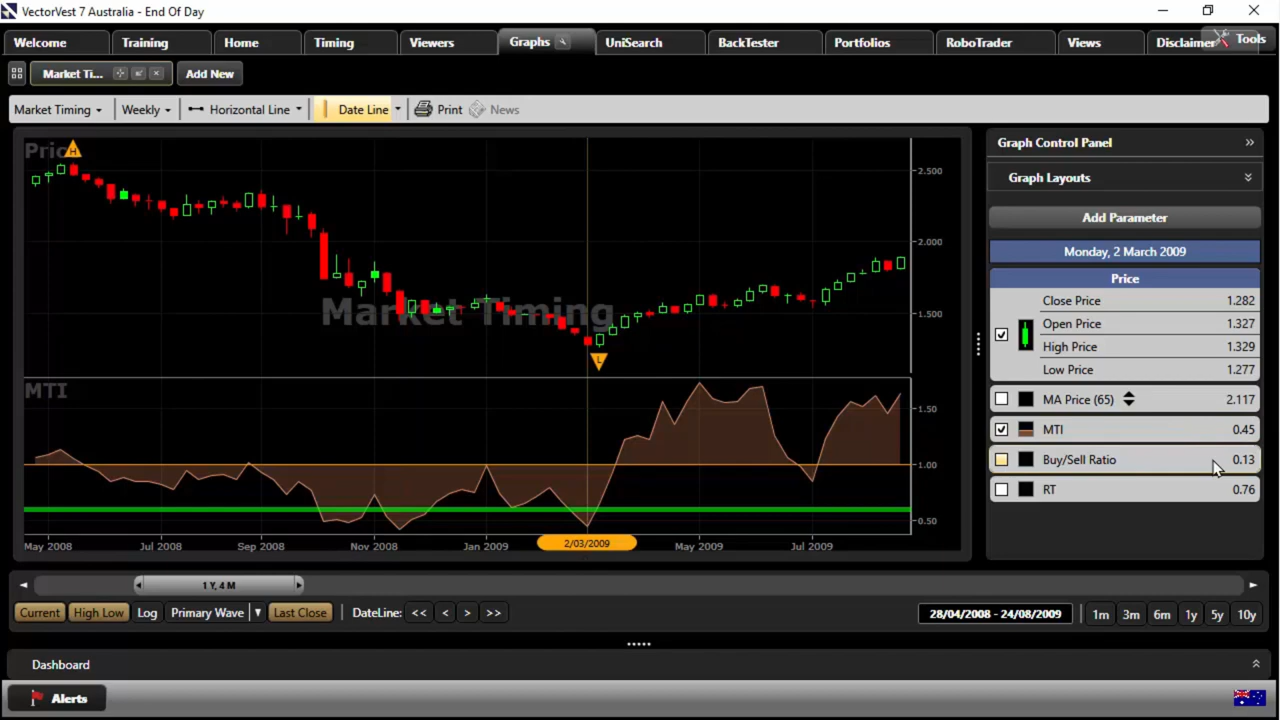 VectorVest 7 Australia - End Of Day
Welcome Training Home Timing Viewers Graphs UniSearch BackTester Portfolios RoboTrader Views Disclaimer Tools
Market Ti... Add New
Market Timing Weekly Horizontal Line Date Line Print News
Price
H
2.500
2.000
1.500
Market Timing
L
MTI
1.50
1.00
0.50
May 2008 Jul 2008 Sep 2008 Nov 2008 Jan 2009 2/03/2009 May 2009 Jul 2009
Graph Control Panel
Graph Layouts
Add Parameter
Monday, 2 March 2009
Price
Close Price 1.282
Open Price 1.327
High Price 1.329
Low Price 1.277
MA Price (65) 2.117
MTI 0.45
Buy/Sell Ratio 0.13
RT 0.76
1 Y, 4 M
Current High Low Log Primary Wave Last Close DateLine: << < > >> 28/04/2008 - 24/08/2009 1m 3m 6m 1y 5y 10y
Dashboard
Alerts